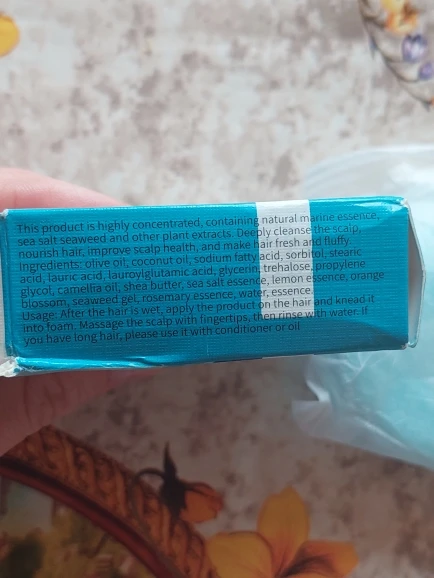 This product is highly concentrated, containing natural marine essence,
sea salt seaweed and other plant extracts. Deeply cleanse the scalp,
nourish hair, improve scalp health, and make hair fresh and fluffy.
Ingredients: olive oil, coconut oil, sodium fatty acid, sorbitol, stearic
acid, lauric acid, lauroylglutamic acid, glycerin, trehalose, propylene
glycol, camellia oil, shea butter, sea salt essence, lemon essence, orange
blossom, seaweed gel, rosemary essence, water, essence.
Usage: After the hair is wet, apply the product on the hair and knead it
into foam. Massage the scalp with fingertips, then rinse with water. If
you have long hair, please use it with conditioner or oil